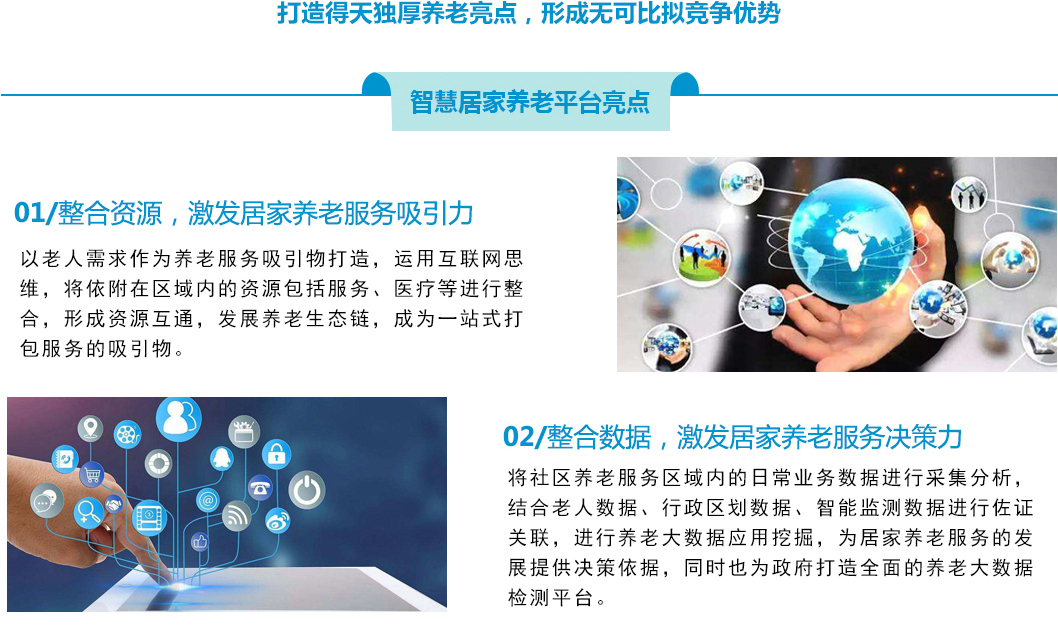 打造得天独厚养老亮点，形成无可比拟竞争优势
智慧居家养老平台亮点
01/整合资源，激发居家养老服务吸引力
以老人需求作为养老服务吸引物打造，运用互联网思
维，将依附在区域内的资源包括服务、医疗等进行整
合，形成资源互通，发展养老生态链，成为一站式打
包服务的吸引物。
02/整合数据，激发居家养老服务决策力
将社区养老服务区域内的日常业务数据进行采集分析，
结合老人数据、行政区划数据、智能监测数据进行佐证
关联，进行养老大数据应用挖掘，为居家养老服务的发
展提供决策依据，同时也为政府打造全面的养老大数据
检测平台。